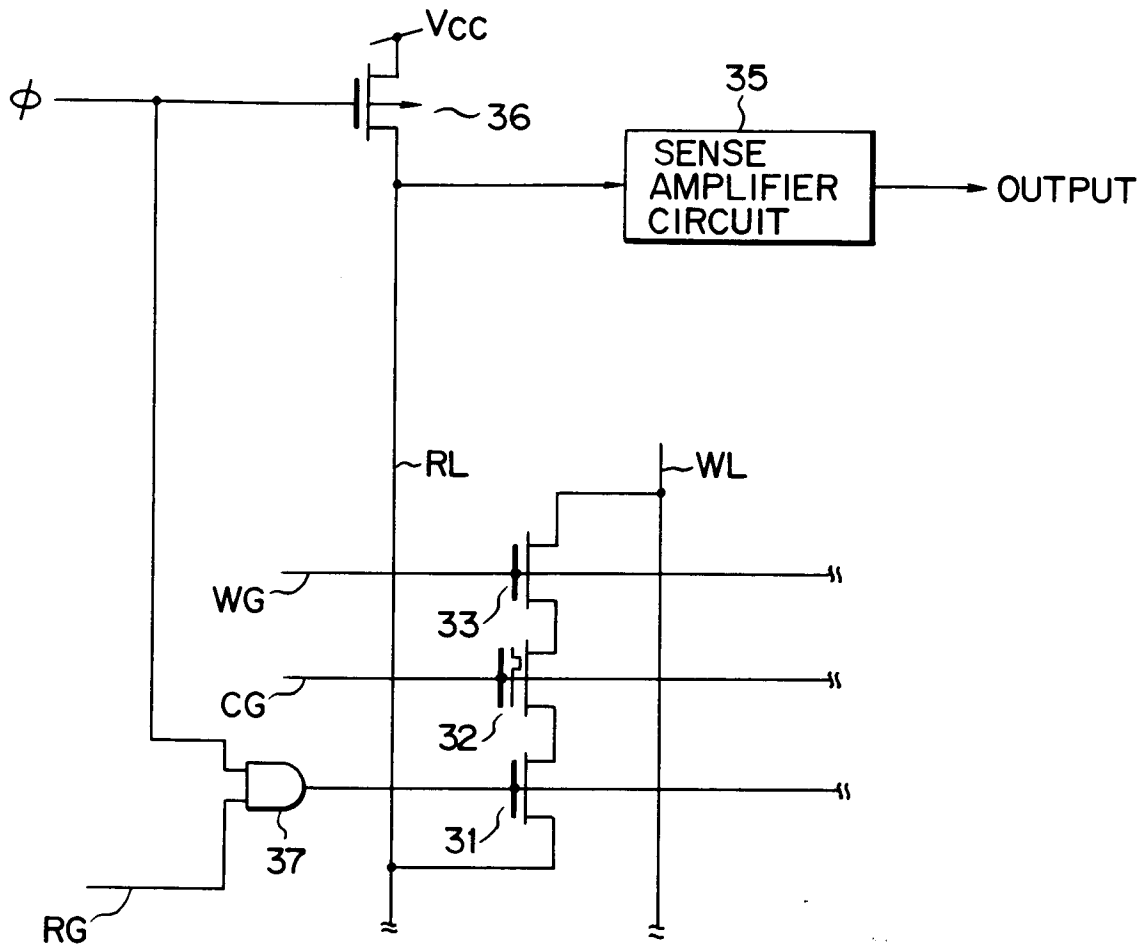 VCC
35
ϕ
36
SENSE
AMPLIFIER
CIRCUIT
OUTPUT
RL
WL
WG
33
CG
32
31
37
RG